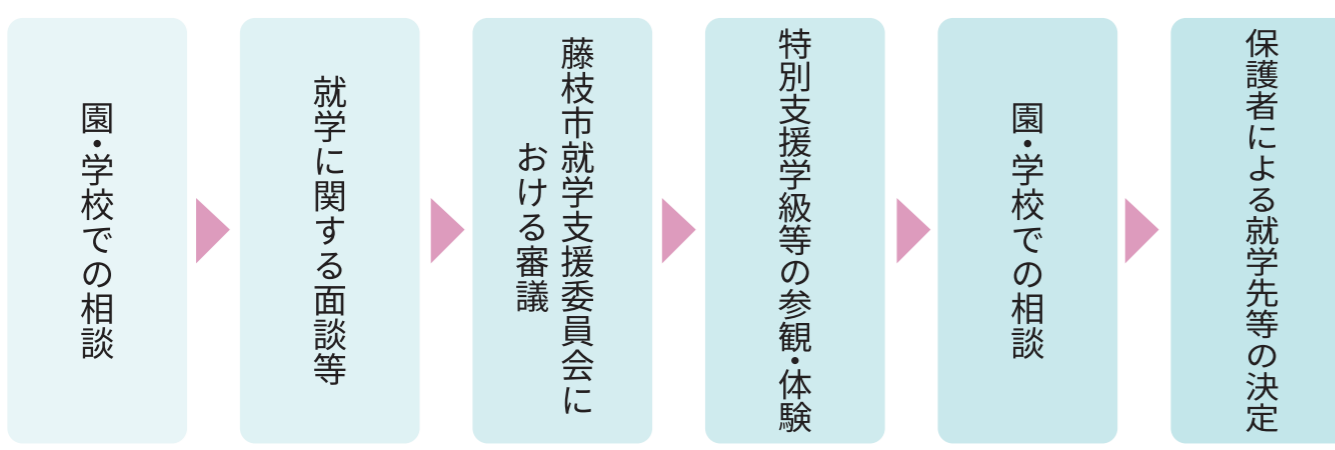 園・学校での相談
就学に関する面談等
藤枝市就学支援委員会に
おける審議
特別支援学級等の参観・体験
園・学校での相談
保護者による就学先等の決定